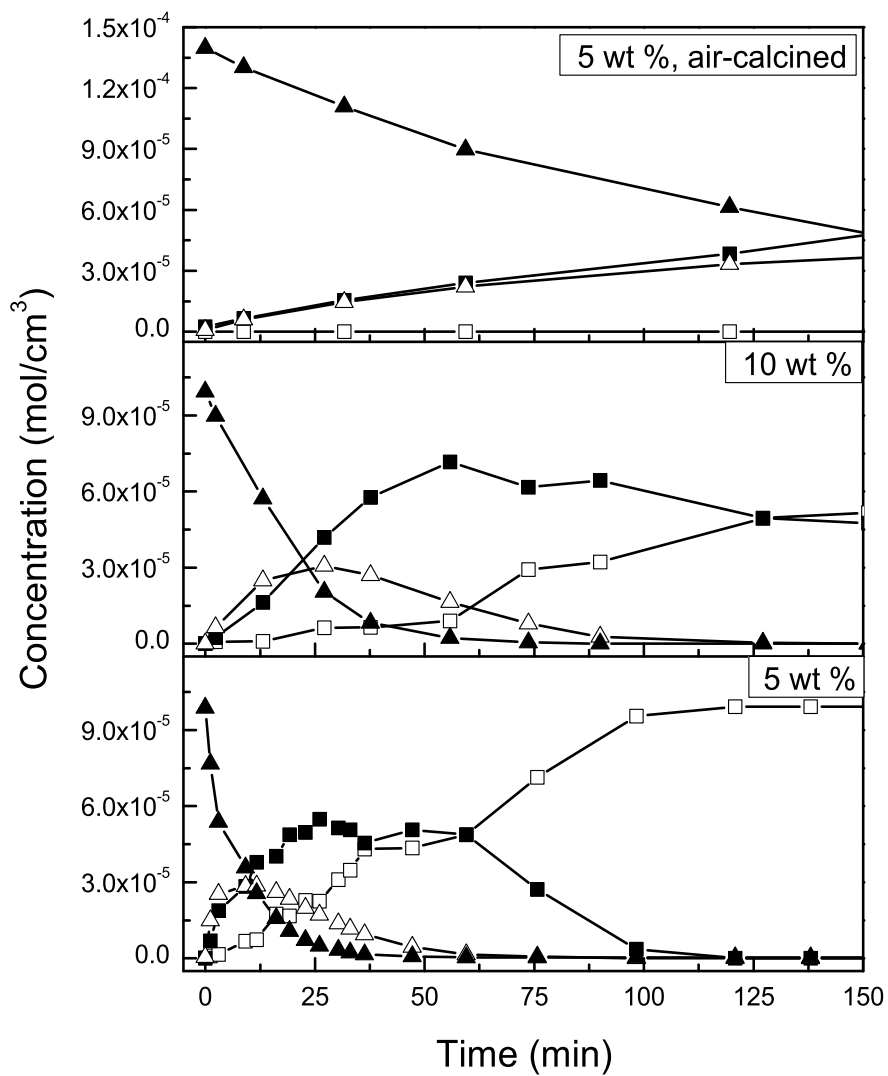 1.5x10-4
5 wt %, air-calcined
1.2x10-4
9.0x10-5
6.0x10-5
3.0x10-5
0.0
10 wt %
9.0x10-5
6.0x10-5
3.0x10-5
0.0
5 wt %
9.0x10-5
6.0x10-5
3.0x10-5
0.0
0 25 50 75 100 125 150
Concentration (mol/cm3)
Time (min)